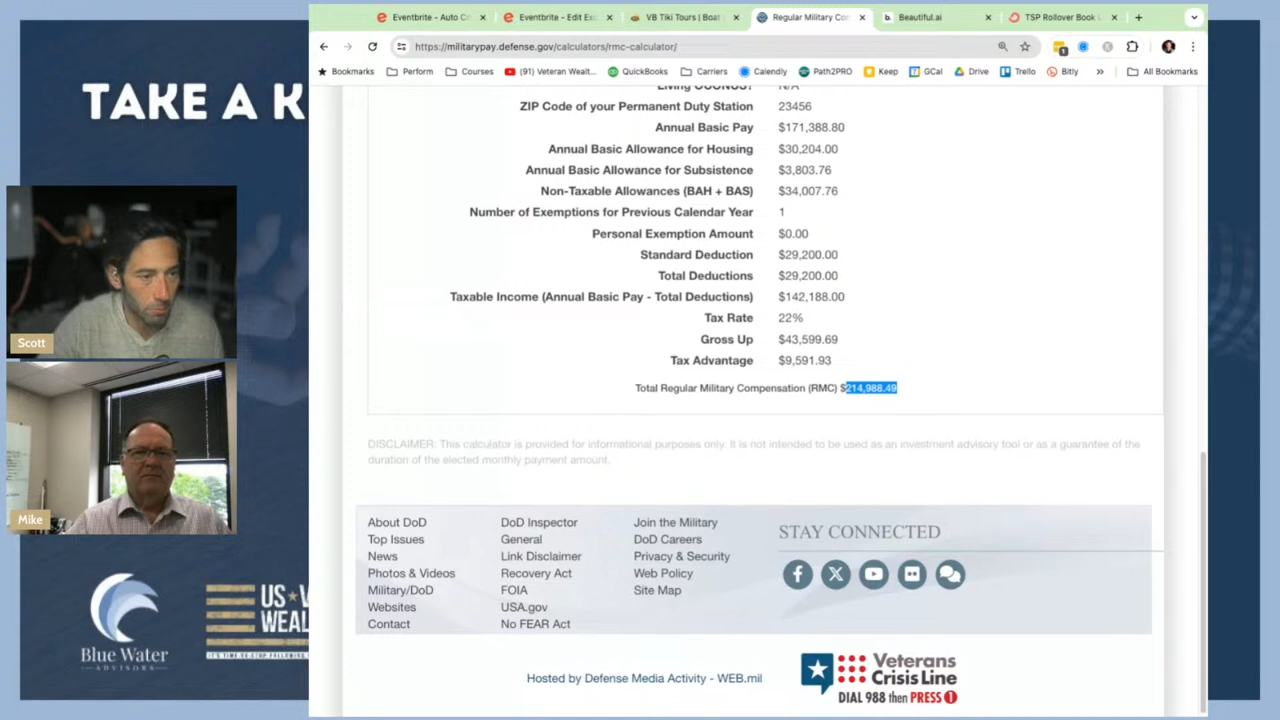 TAKE A K
Eventbrite - Auto C
Eventbrite - Edit Ex
VB Tiki Tours | Boat
Regular Military Co
Beautiful.ai
TSP Rollover Book
https://militarypay.defense.gov/calculators/rmc-calculator/
Bookmarks Perform Courses (91) Veteran Wealt... QuickBooks Carriers Calendly Path2PRO Keep GCal Drive Trello Bitly » All Bookmarks
Living OCONUS? N/A
ZIP Code of your Permanent Duty Station 23456
Annual Basic Pay $171,388.80
Annual Basic Allowance for Housing $30,204.00
Annual Basic Allowance for Subsistence $3,803.76
Non-Taxable Allowances (BAH + BAS) $34,007.76
Number of Exemptions for Previous Calendar Year 1
Personal Exemption Amount $0.00
Standard Deduction $29,200.00
Total Deductions $29,200.00
Taxable Income (Annual Basic Pay - Total Deductions) $142,188.00
Tax Rate 22%
Gross Up $43,599.69
Tax Advantage $9,591.93
Total Regular Military Compensation (RMC) $214,988.49
DISCLAIMER: This calculator is provided for informational purposes only. It is not intended to be used as an investment advisory tool or as a guarantee of the
duration of the elected monthly payment amount.
About DoD
Top Issues
News
Photos & Videos
Military/DoD
Websites
Contact
DoD Inspector
General
Link Disclaimer
Recovery Act
FOIA
USA.gov
No FEAR Act
Join the Military
DoD Careers
Privacy & Security
Web Policy
Site Map
STAY CONNECTED
Hosted by Defense Media Activity - WEB.mil
Veterans
Crisis Line
DIAL 988 then PRESS 1
Scott
Mike
Blue Water
ADVISORS
US V
WEAL
IT'S TIME TO STOP FOLLOWING